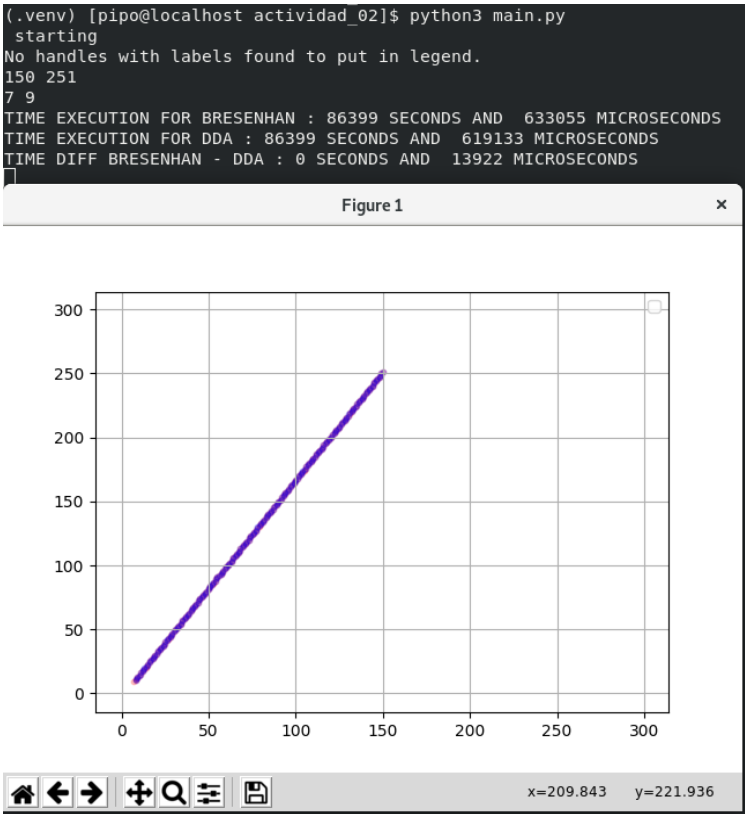 (.venv) [pipo@localhost actividad_02]$ python3 main.py
 starting
No handles with labels found to put in legend.
150 251
7 9
TIME EXECUTION FOR BRESENHAN : 86399 SECONDS AND  633055 MICROSECONDS
TIME EXECUTION FOR DDA : 86399 SECONDS AND  619133 MICROSECONDS
TIME DIFF BRESENHAN - DDA : 0 SECONDS AND  13922 MICROSECONDS
Figure 1 ×
300
250
200
150
100
50
0
0 50 100 150 200 250 300
x=209.843 y=221.936